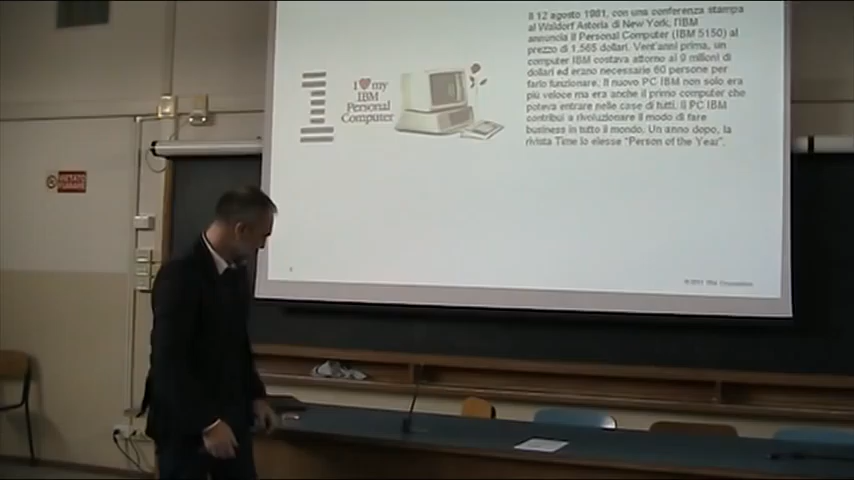 Il 12 agosto 1981, con una conferenza stampa
al Waldorf Astoria di New York, l'IBM
annuncia il Personal Computer (IBM 5150) al
prezzo di 1,565 dollari. Vent'anni prima, un
computer IBM costava attorno ai 9 milioni di
dollari ed erano necessarie 60 persone per
farlo funzionare. Il nuovo PC IBM non solo era
più veloce ma era anche il primo computer che
poteva entrare nelle case di tutti. Il PC IBM
contribuì a rivoluzionare il modo di fare
business in tutto il mondo. Un anno dopo, la
rivista Time lo elesse "Person of the Year".
I my
IBM
Personal
Computer
VIETATO
FUMARE
© 2011 IBM Corporation